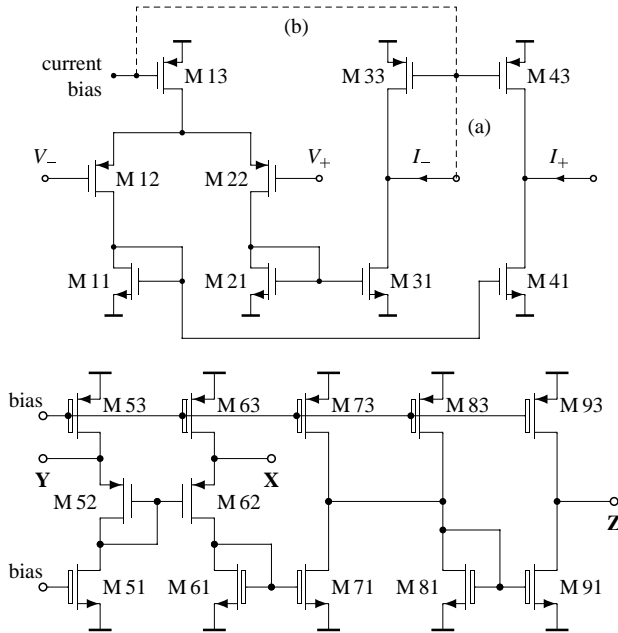 (b)
current
bias
M 13
M 33
M 43
(a)
V− V+ I− I+
M 12
M 22
M 11
M 21
M 31
M 41
bias
M 53
M 63
M 73
M 83
M 93
Y
X
M 52
M 62
Z
bias
M 51
M 61
M 71
M 81
M 91